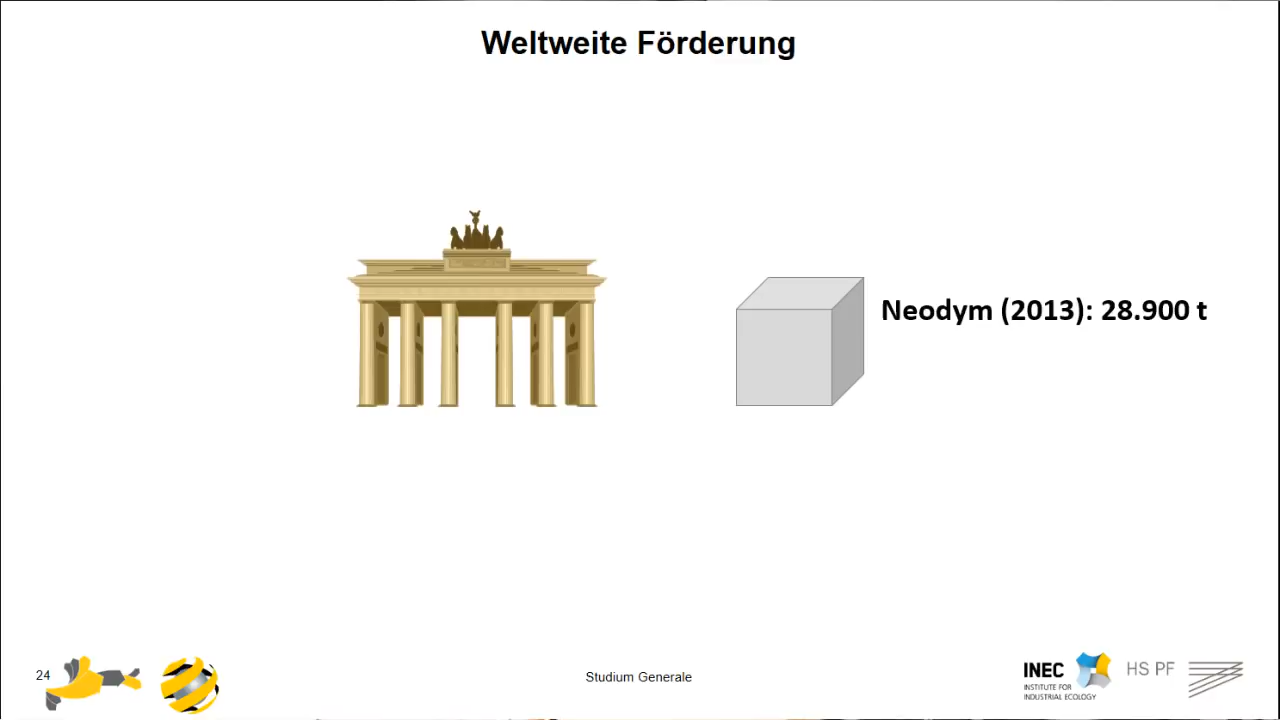 Weltweite Förderung
Neodym (2013): 28.900 t
24
Studium Generale
INEC
INSTITUTE FOR
INDUSTRIAL ECOLOGY
HS PF